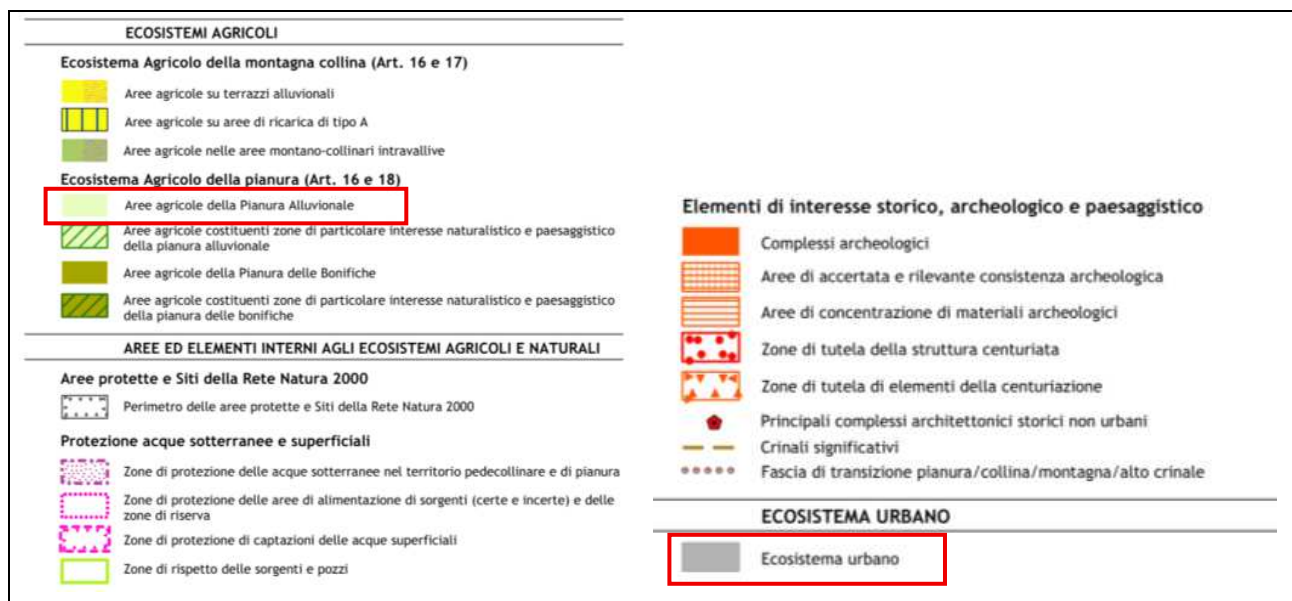 ECOSISTEMI AGRICOLI
Ecosistema Agricolo della montagna collina (Art. 16 e 17)
Aree agricole su terrazzi alluvionali
Aree agricole su aree di ricarica di tipo A
Aree agricole nelle aree montano-collinari intravallive
Ecosistema Agricolo della pianura (Art. 16 e 18)
Aree agricole della Pianura Alluvionale
Aree agricole costituenti zone di particolare interesse naturalistico e paesaggistico
della pianura alluvionale
Aree agricole della Pianura delle Bonifiche
Aree agricole costituenti zone di particolare interesse naturalistico e paesaggistico
della pianura delle bonifiche
AREE ED ELEMENTI INTERNI AGLI ECOSISTEMI AGRICOLI E NATURALI
Aree protette e Siti della Rete Natura 2000
Perimetro delle aree protette e Siti della Rete Natura 2000
Protezione acque sotterranee e superficiali
Zone di protezione delle acque sotterranee nel territorio pedecollinare e di pianura
Zone di protezione delle aree di alimentazione di sorgenti (certe e incerte) e delle
zone di riserva
Zone di protezione di captazioni delle acque superficiali
Zone di rispetto delle sorgenti e pozzi
Elementi di interesse storico, archeologico e paesaggistico
Complessi archeologici
Aree di accertata e rilevante consistenza archeologica
Aree di concentrazione di materiali archeologici
Zone di tutela della struttura centuriata
Zone di tutela di elementi della centuriazione
Principali complessi architettonici storici non urbani
Crinali significativi
Fascia di transizione pianura/collina/montagna/alto crinale
ECOSISTEMA URBANO
Ecosistema urbano